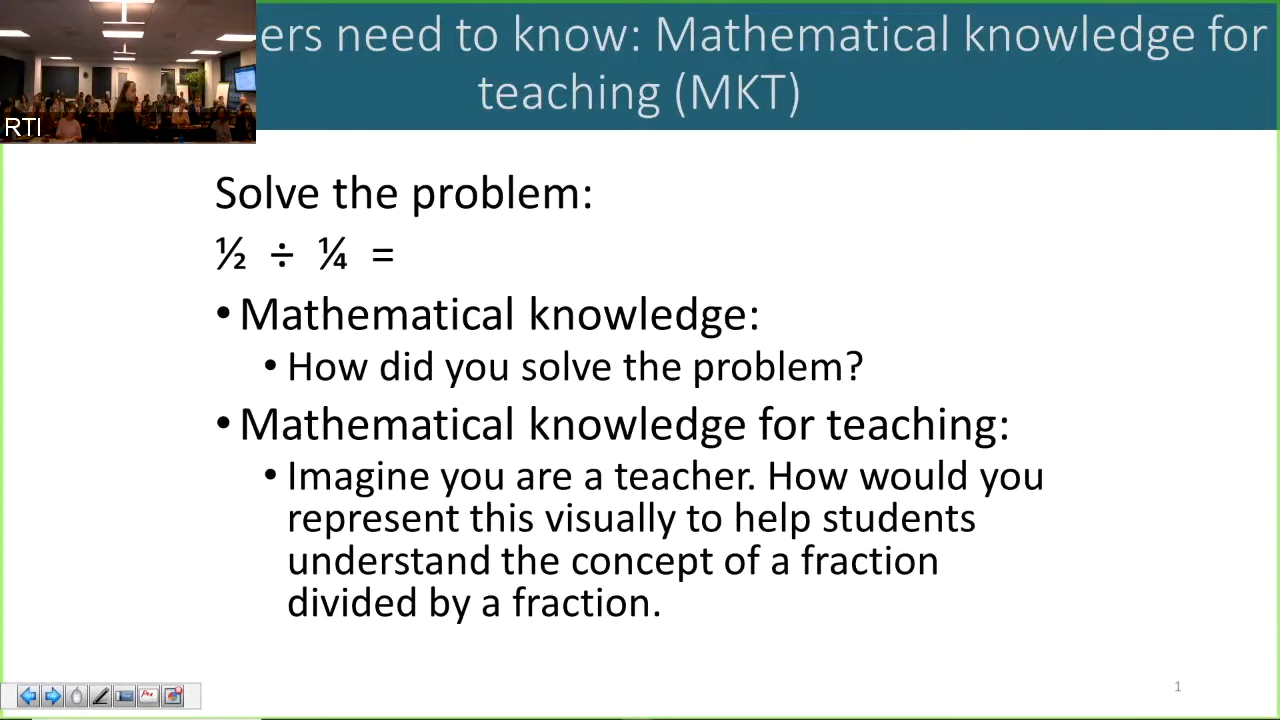 ers need to know: Mathematical knowledge for
teaching (MKT)
RTI
Solve the problem:
½ ÷ ¼ =
• Mathematical knowledge:
• How did you solve the problem?
• Mathematical knowledge for teaching:
• Imagine you are a teacher. How would you
represent this visually to help students
understand the concept of a fraction
divided by a fraction.
1